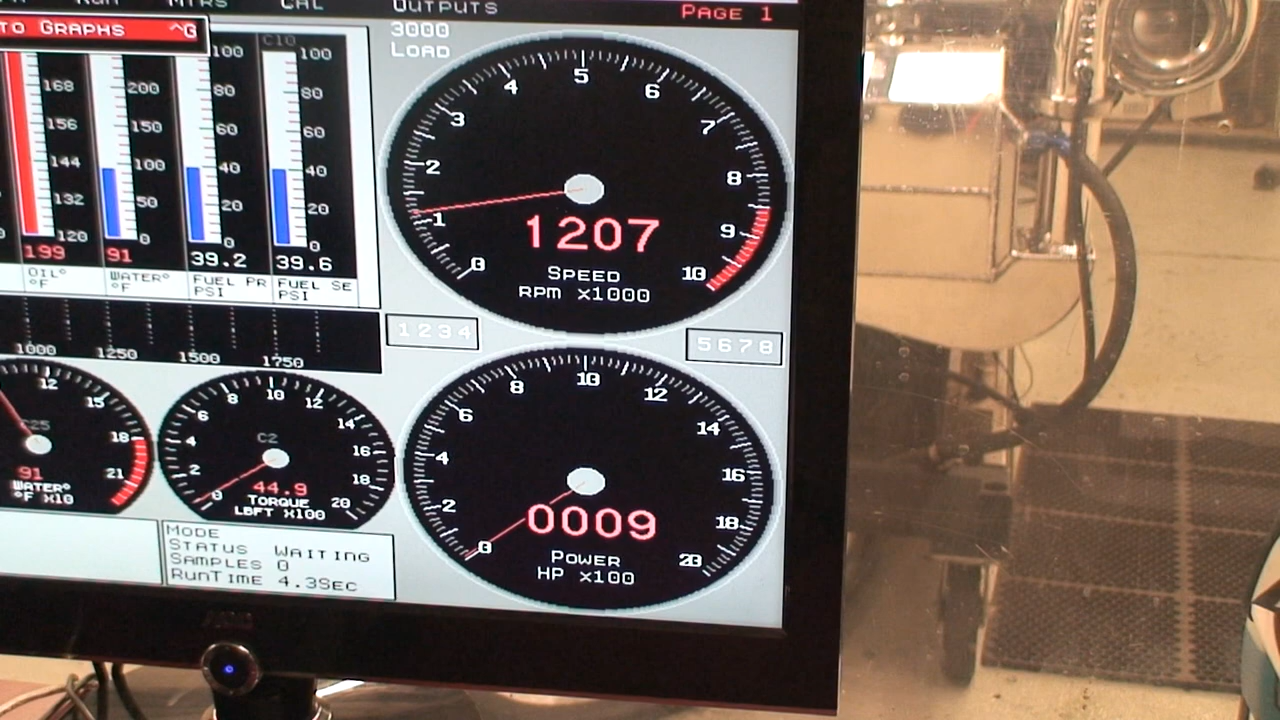 Run MTRS CAL OUTPUTS PAGE 1
TO GRAPHS ^G
3000
LOAD
C10
168
156
144
132
120
200
150
100
50
0
100
80
60
40
20
0
100
80
60
40
20
0
199
91
39.2
39.6
OIL°
°F
WATER°
°F
FUEL PR
PSI
FUEL SE
PSI
0 1 2 3 4 5 6 7 8 9 10
1207
SPEED
RPM X1000
1000 1250 1500 1750
1234
5678
12 15 18 21
91
WATER°
°F X10
0 2 4 6 8 10 12 14 16 18 20
C2
44.9
TORQUE
LBFT X100
0 2 4 6 8 10 12 14 16 18 20
0009
POWER
HP X100
MODE
STATUS WAITING
SAMPLES 0
RUNTIME 4.3SEC